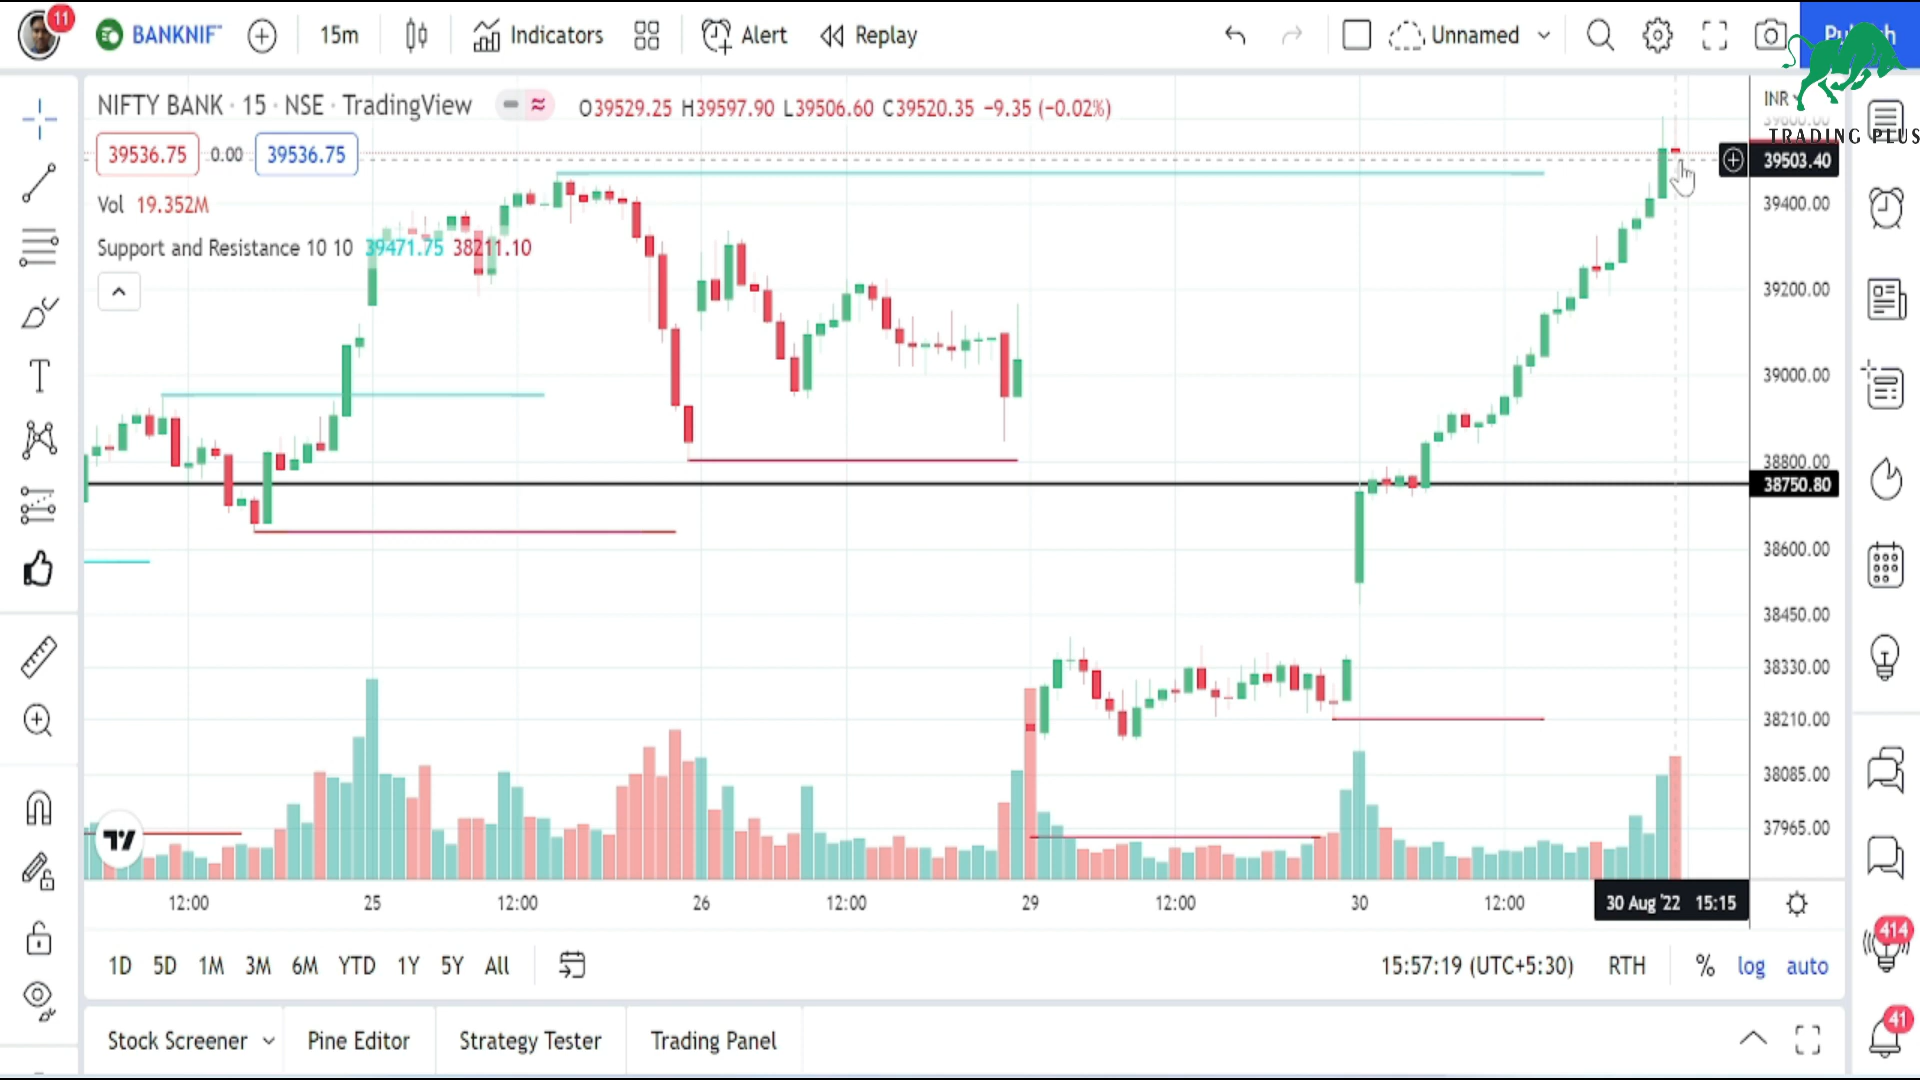 11 BANKNIF 15m Indicators Alert Replay Unnamed
TRADING PLUS
NIFTY BANK · 15 · NSE · TradingView O39529.25 H39597.90 L39506.60 C39520.35 −9.35 (−0.02%)
INR
39536.75 0.00 39536.75
39503.40
Vol 19.352M
39400.00
Support and Resistance 10 10 39471.75 38211.10
39200.00
39000.00
38800.00
38750.80
38600.00
38450.00
38330.00
38210.00
38085.00
37965.00
12:00 25 12:00 26 12:00 29 12:00 30 12:00 30 Aug '22 15:15
414
1D 5D 1M 3M 6M YTD 1Y 5Y All 15:57:19 (UTC+5:30) RTH % log auto
41
Stock Screener Pine Editor Strategy Tester Trading Panel